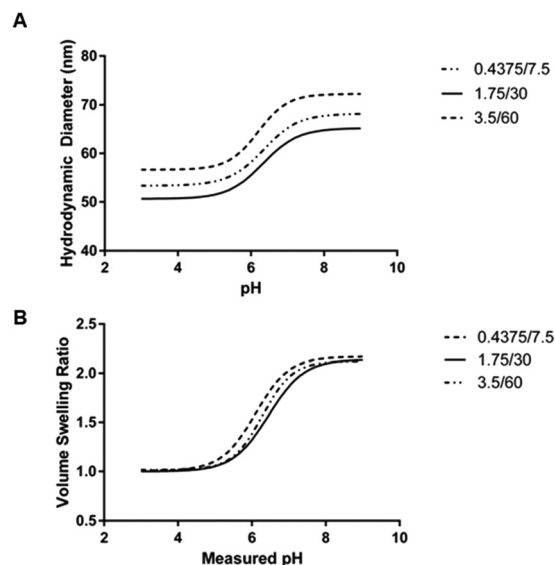 A
Hydrodynamic Diameter (nm)
80
70
60
50
40
2 4 6 8 10
pH
0.4375/7.5
1.75/30
3.5/60
B
Volume Swelling Ratio
2.5
2.0
1.5
1.0
0.5
2 4 6 8 10
Measured pH
0.4375/7.5
1.75/30
3.5/60